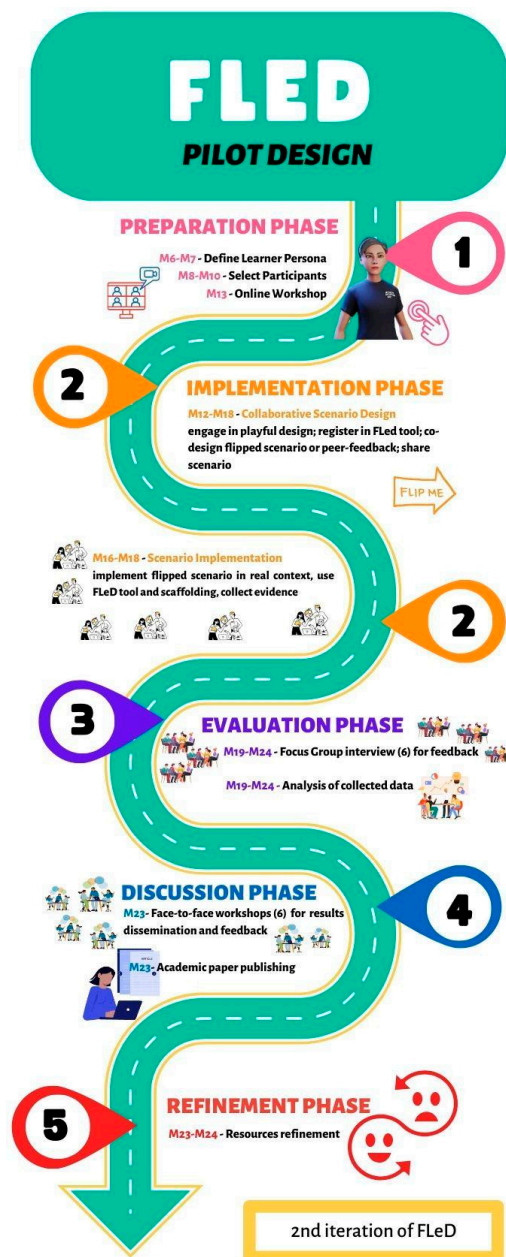 FLED
PILOT DESIGN
PREPARATION PHASE
1
M6-M7 - Define Learner Persona
M8-M10 - Select Participants
M13 - Online Workshop
2
IMPLEMENTATION PHASE
M12-M18 - Collaborative Scenario Design
engage in playful design; register in FLed tool; co-
design flipped scenario or peer-feedback; share
scenario
FLIP ME
M16-M18 - Scenario Implementation
implement flipped scenario in real context, use
FLeD tool and scaffolding, collect evidence
2
3
EVALUATION PHASE
M19-M24 - Focus Group interview (6) for feedback
M19-M24 - Analysis of collected data
DISCUSSION PHASE
4
M23- Face-to-face workshops (6) for results
dissemination and feedback
M23- Academic paper publishing
5
REFINEMENT PHASE
M23-M24 - Resources refinement
2nd iteration of FLeD